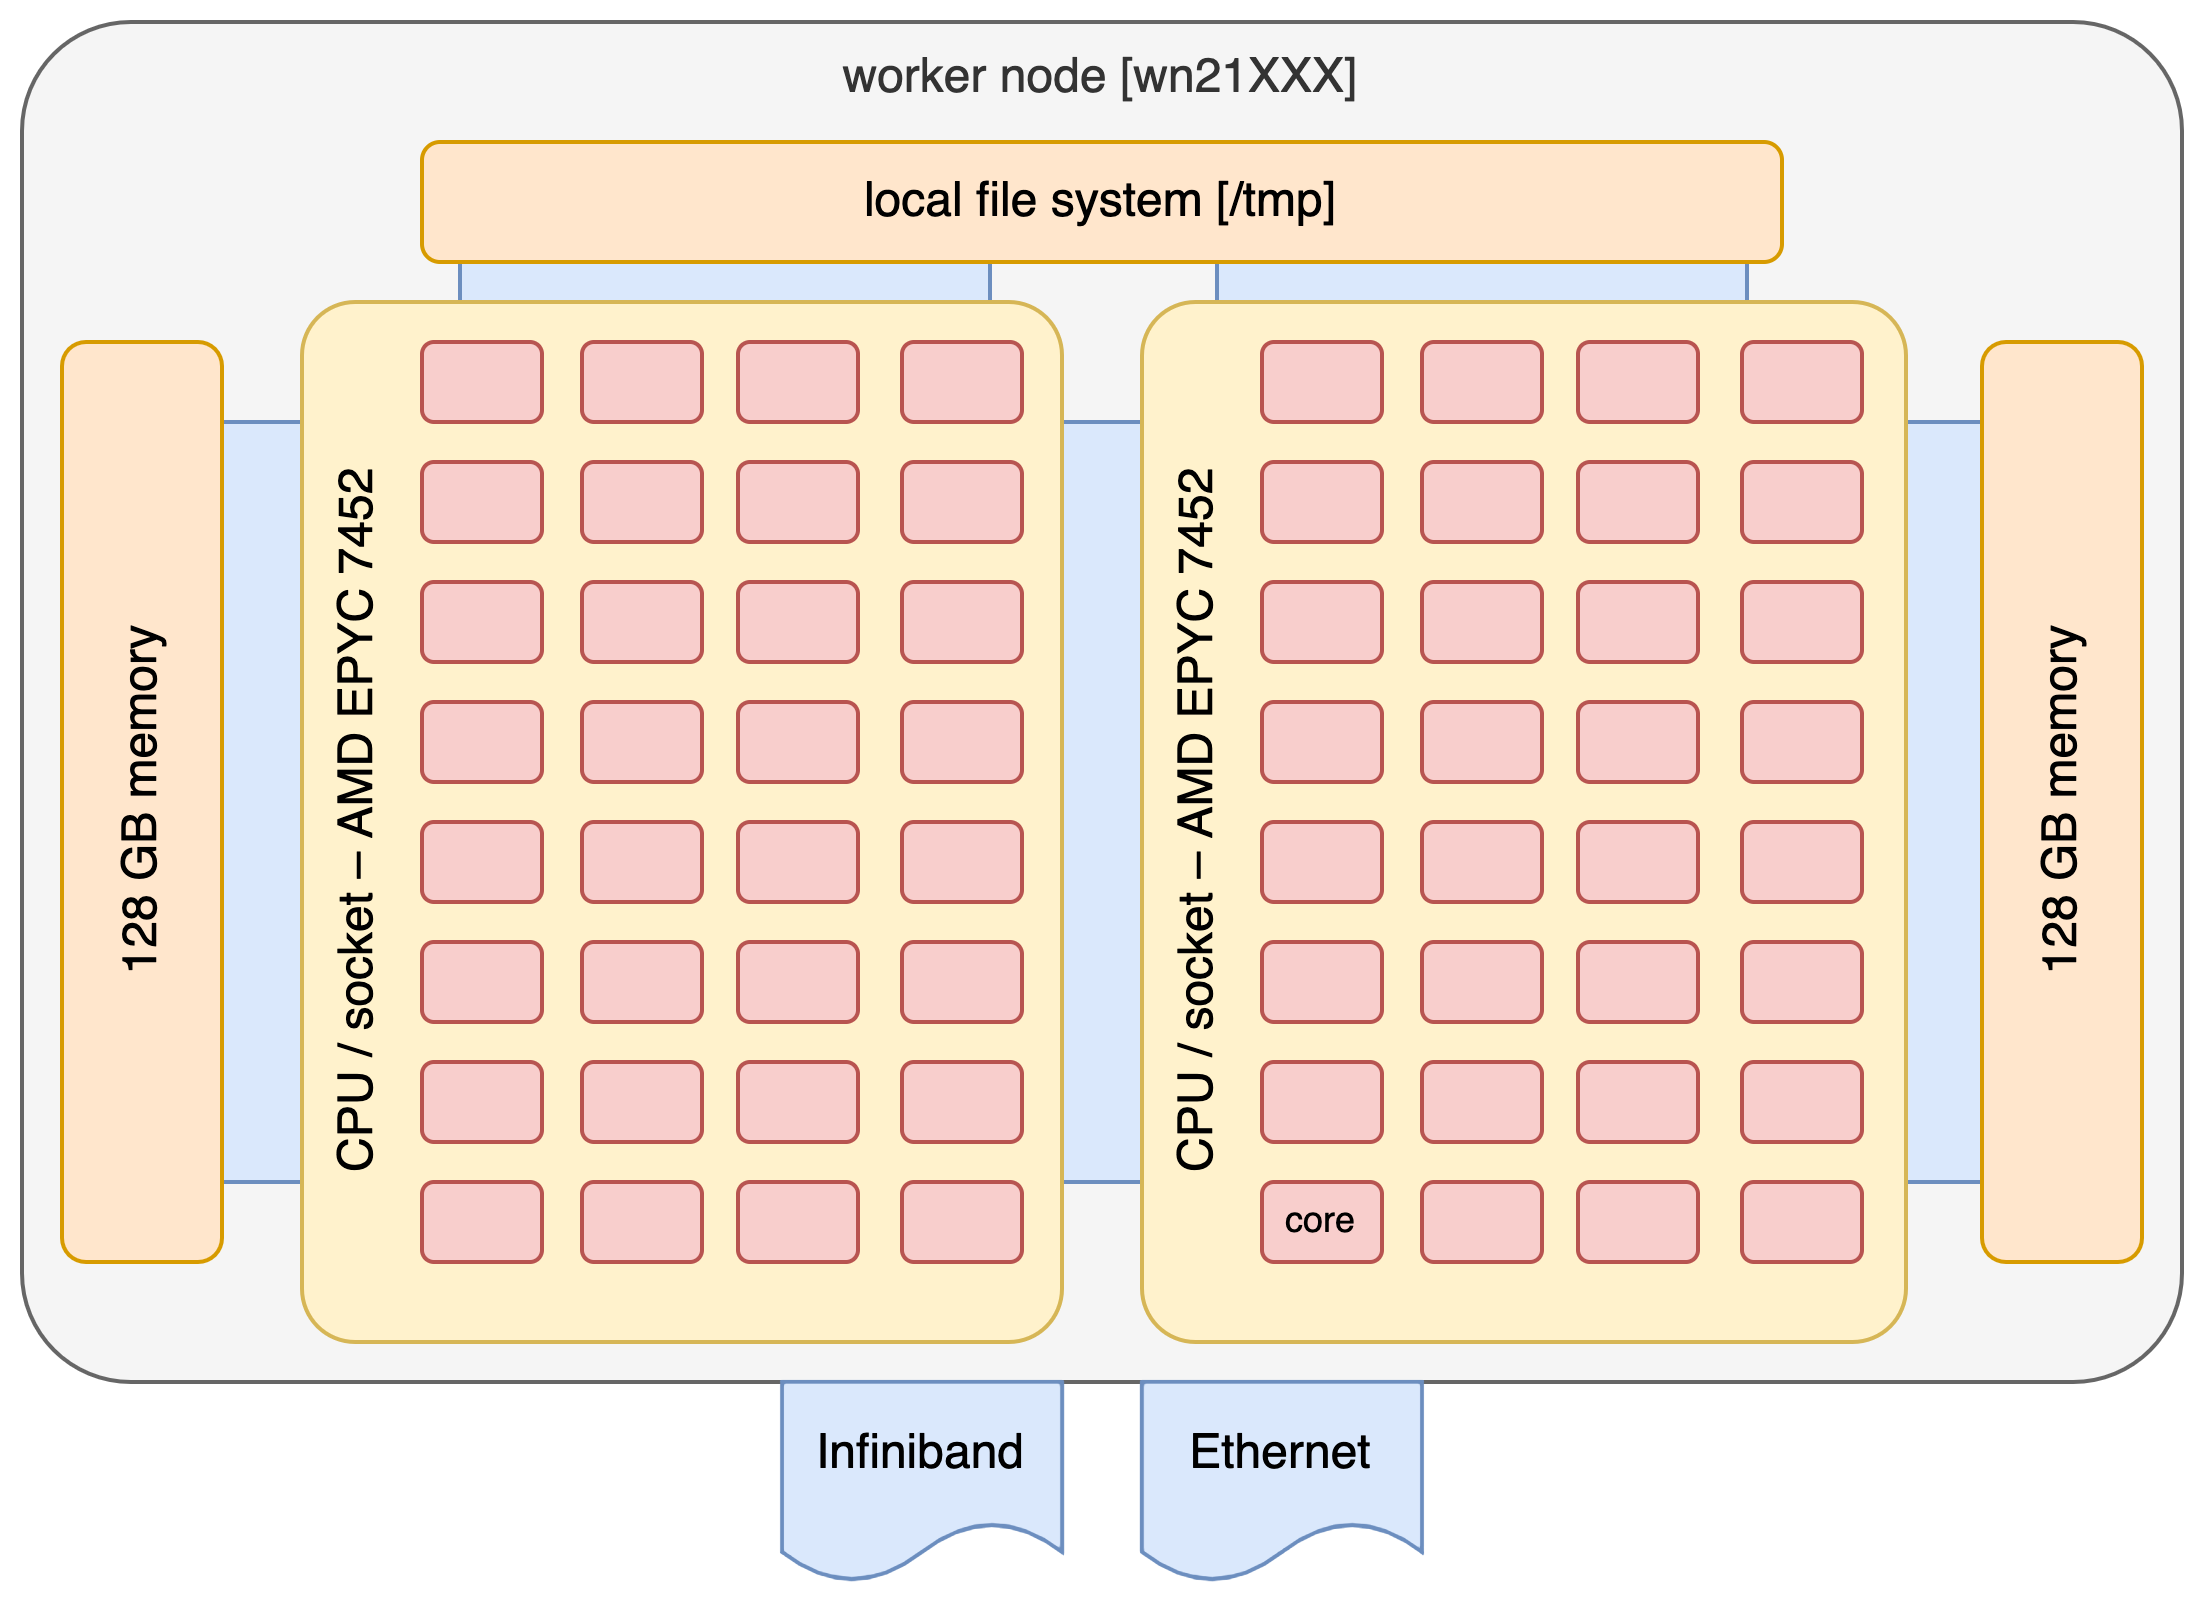 worker node [wn21XXX]
local file system [/tmp]
128 GB memory
CPU / socket – AMD EPYC 7452
CPU / socket – AMD EPYC 7452
128 GB memory
core
Infiniband
Ethernet